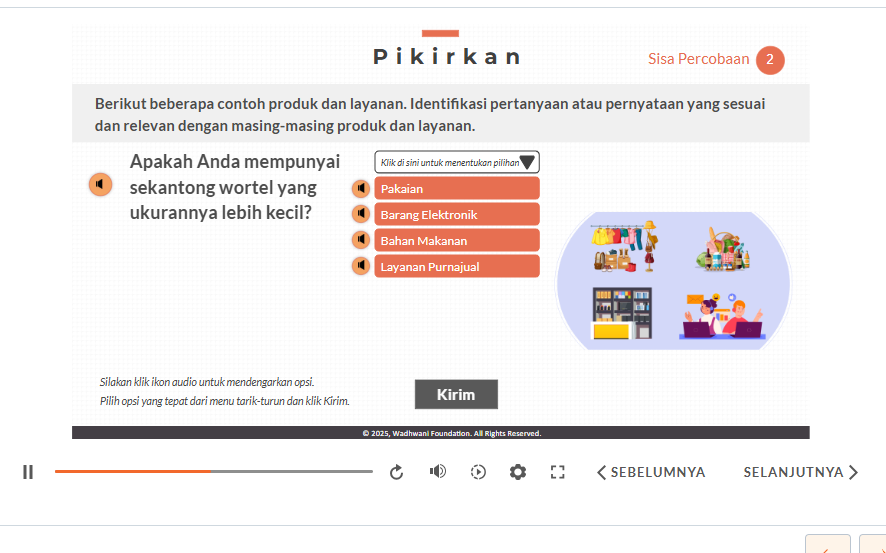 Pikirkan
Sisa Percobaan 2
Berikut beberapa contoh produk dan layanan. Identifikasi pertanyaan atau pernyataan yang sesuai
dan relevan dengan masing-masing produk dan layanan.
Apakah Anda mempunyai
sekantong wortel yang
ukurannya lebih kecil?
Klik di sini untuk menentukan pilihan
Pakaian
Barang Elektronik
Bahan Makanan
Layanan Purnajual
Silakan klik ikon audio untuk mendengarkan opsi.
Pilih opsi yang tepat dari menu tarik-turun dan klik Kirim.
Kirim
© 2025, Wadhwani Foundation. All Rights Reserved.
SEBELUMNYA
SELANJUTNYA